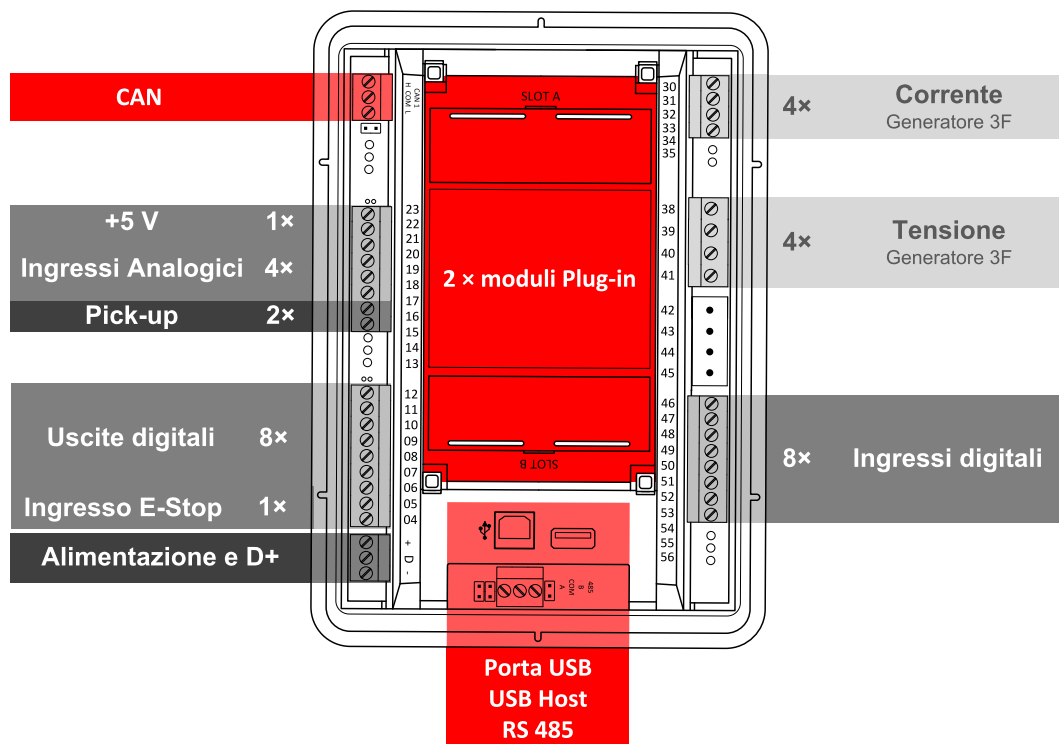 CAN
H COM L
CAN 1
+5 V 1×
Ingressi Analogici 4×
Pick-up 2×
Uscite digitali 8×
Ingresso E-Stop 1×
Alimentazione e D+
23
22
21
20
19
18
17
16
15
14
13
12
11
10
09
08
07
06
05
04
+
D
-
SLOT A
2 × moduli Plug-in
SLOT B
485
B
COM
A
Porta USB
USB Host
RS 485
30
31
32
33
34
35
38
39
40
41
42
43
44
45
46
47
48
49
50
51
52
53
54
55
56
4× Corrente
Generatore 3F
4× Tensione
Generatore 3F
8× Ingressi digitali